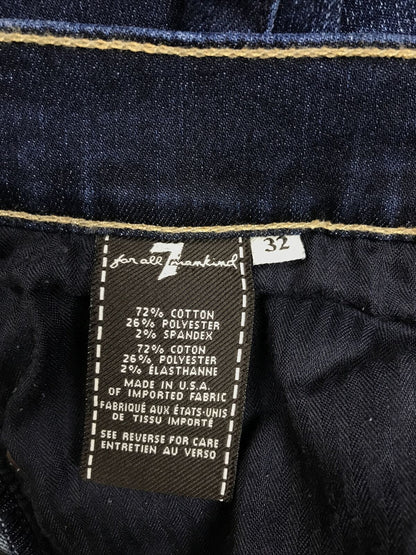 for all 7 mankind
32
72% COTTON
26% POLYESTER
2% SPANDEX
72% COTON
26% POLYESTER
2% ÉLASTHANNE
MADE IN U.S.A.
OF IMPORTED FABRIC
FABRIQUÉ AUX ÉTATS-UNIS
DE TISSU IMPORTÉ
SEE REVERSE FOR CARE
ENTRETIEN AU VERSO